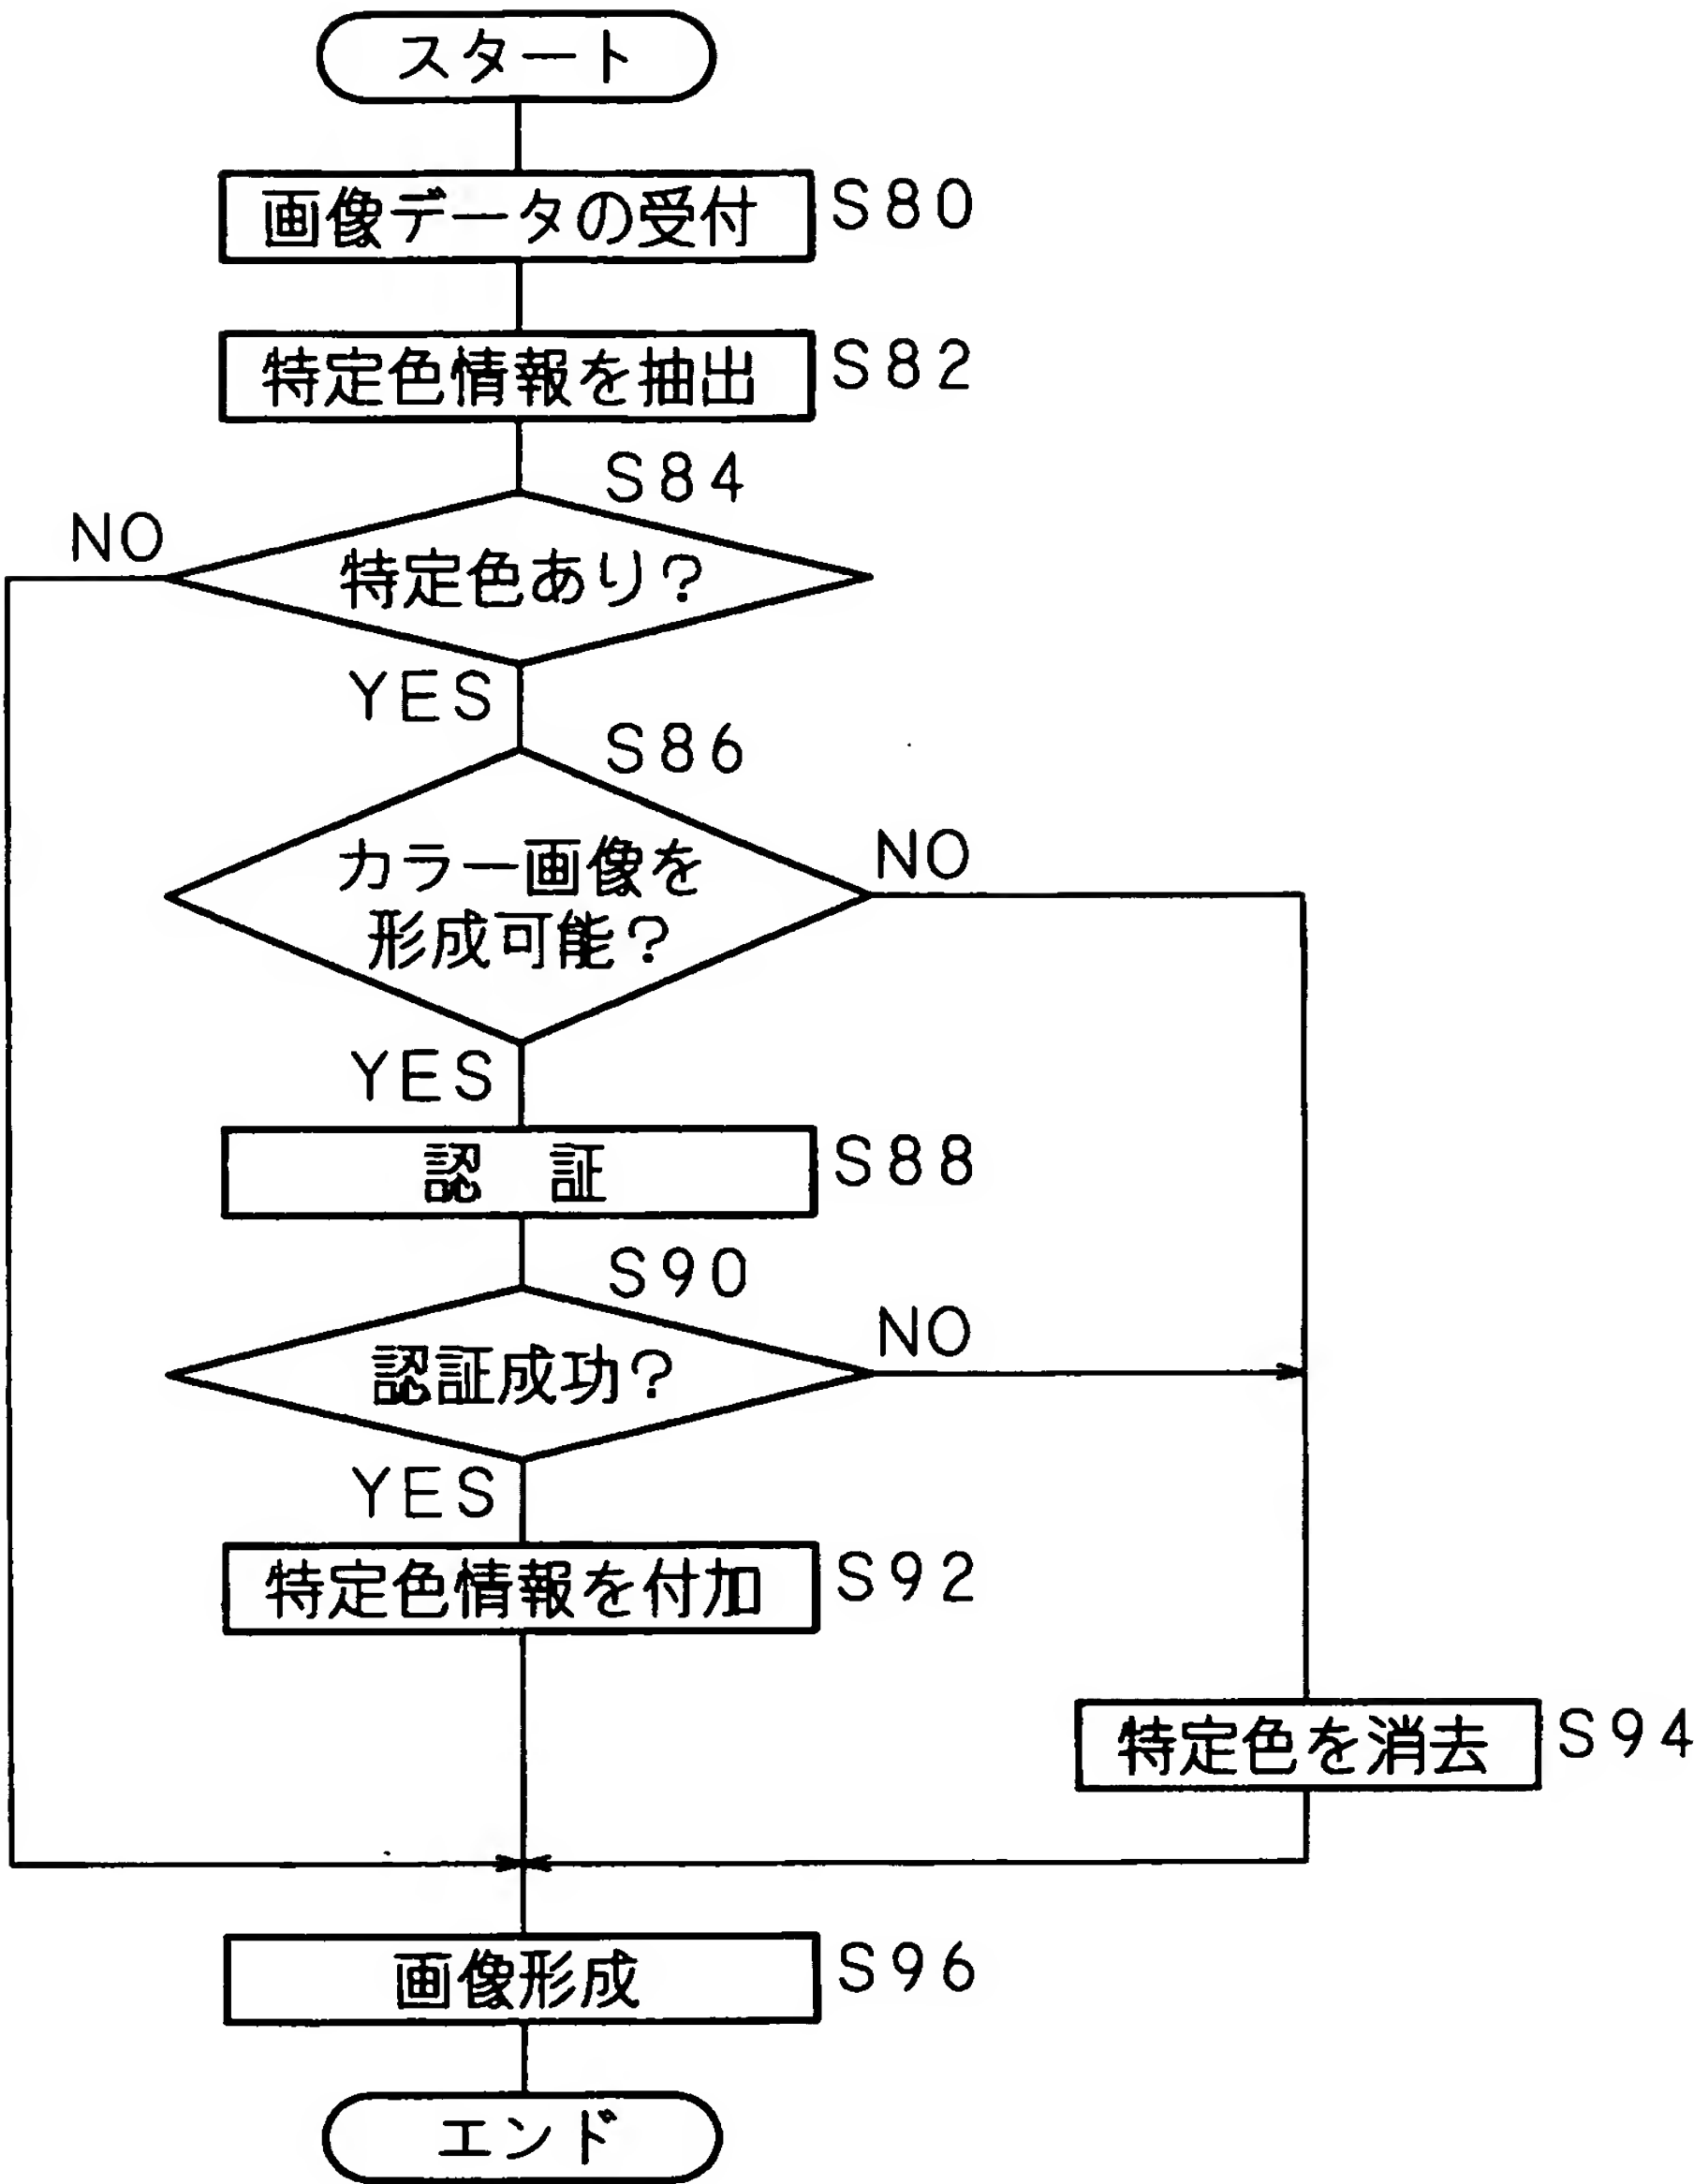 スタート
画像データの受付
S80
特定色情報を抽出
S82
S84
NO
特定色あり?
YES
S86
カラー画像を
形成可能?
NO
YES
認 証
S88
S90
NO
認証成功?
YES
特定色情報を付加
S92
特定色を消去
S94
画像形成
S96
エンド